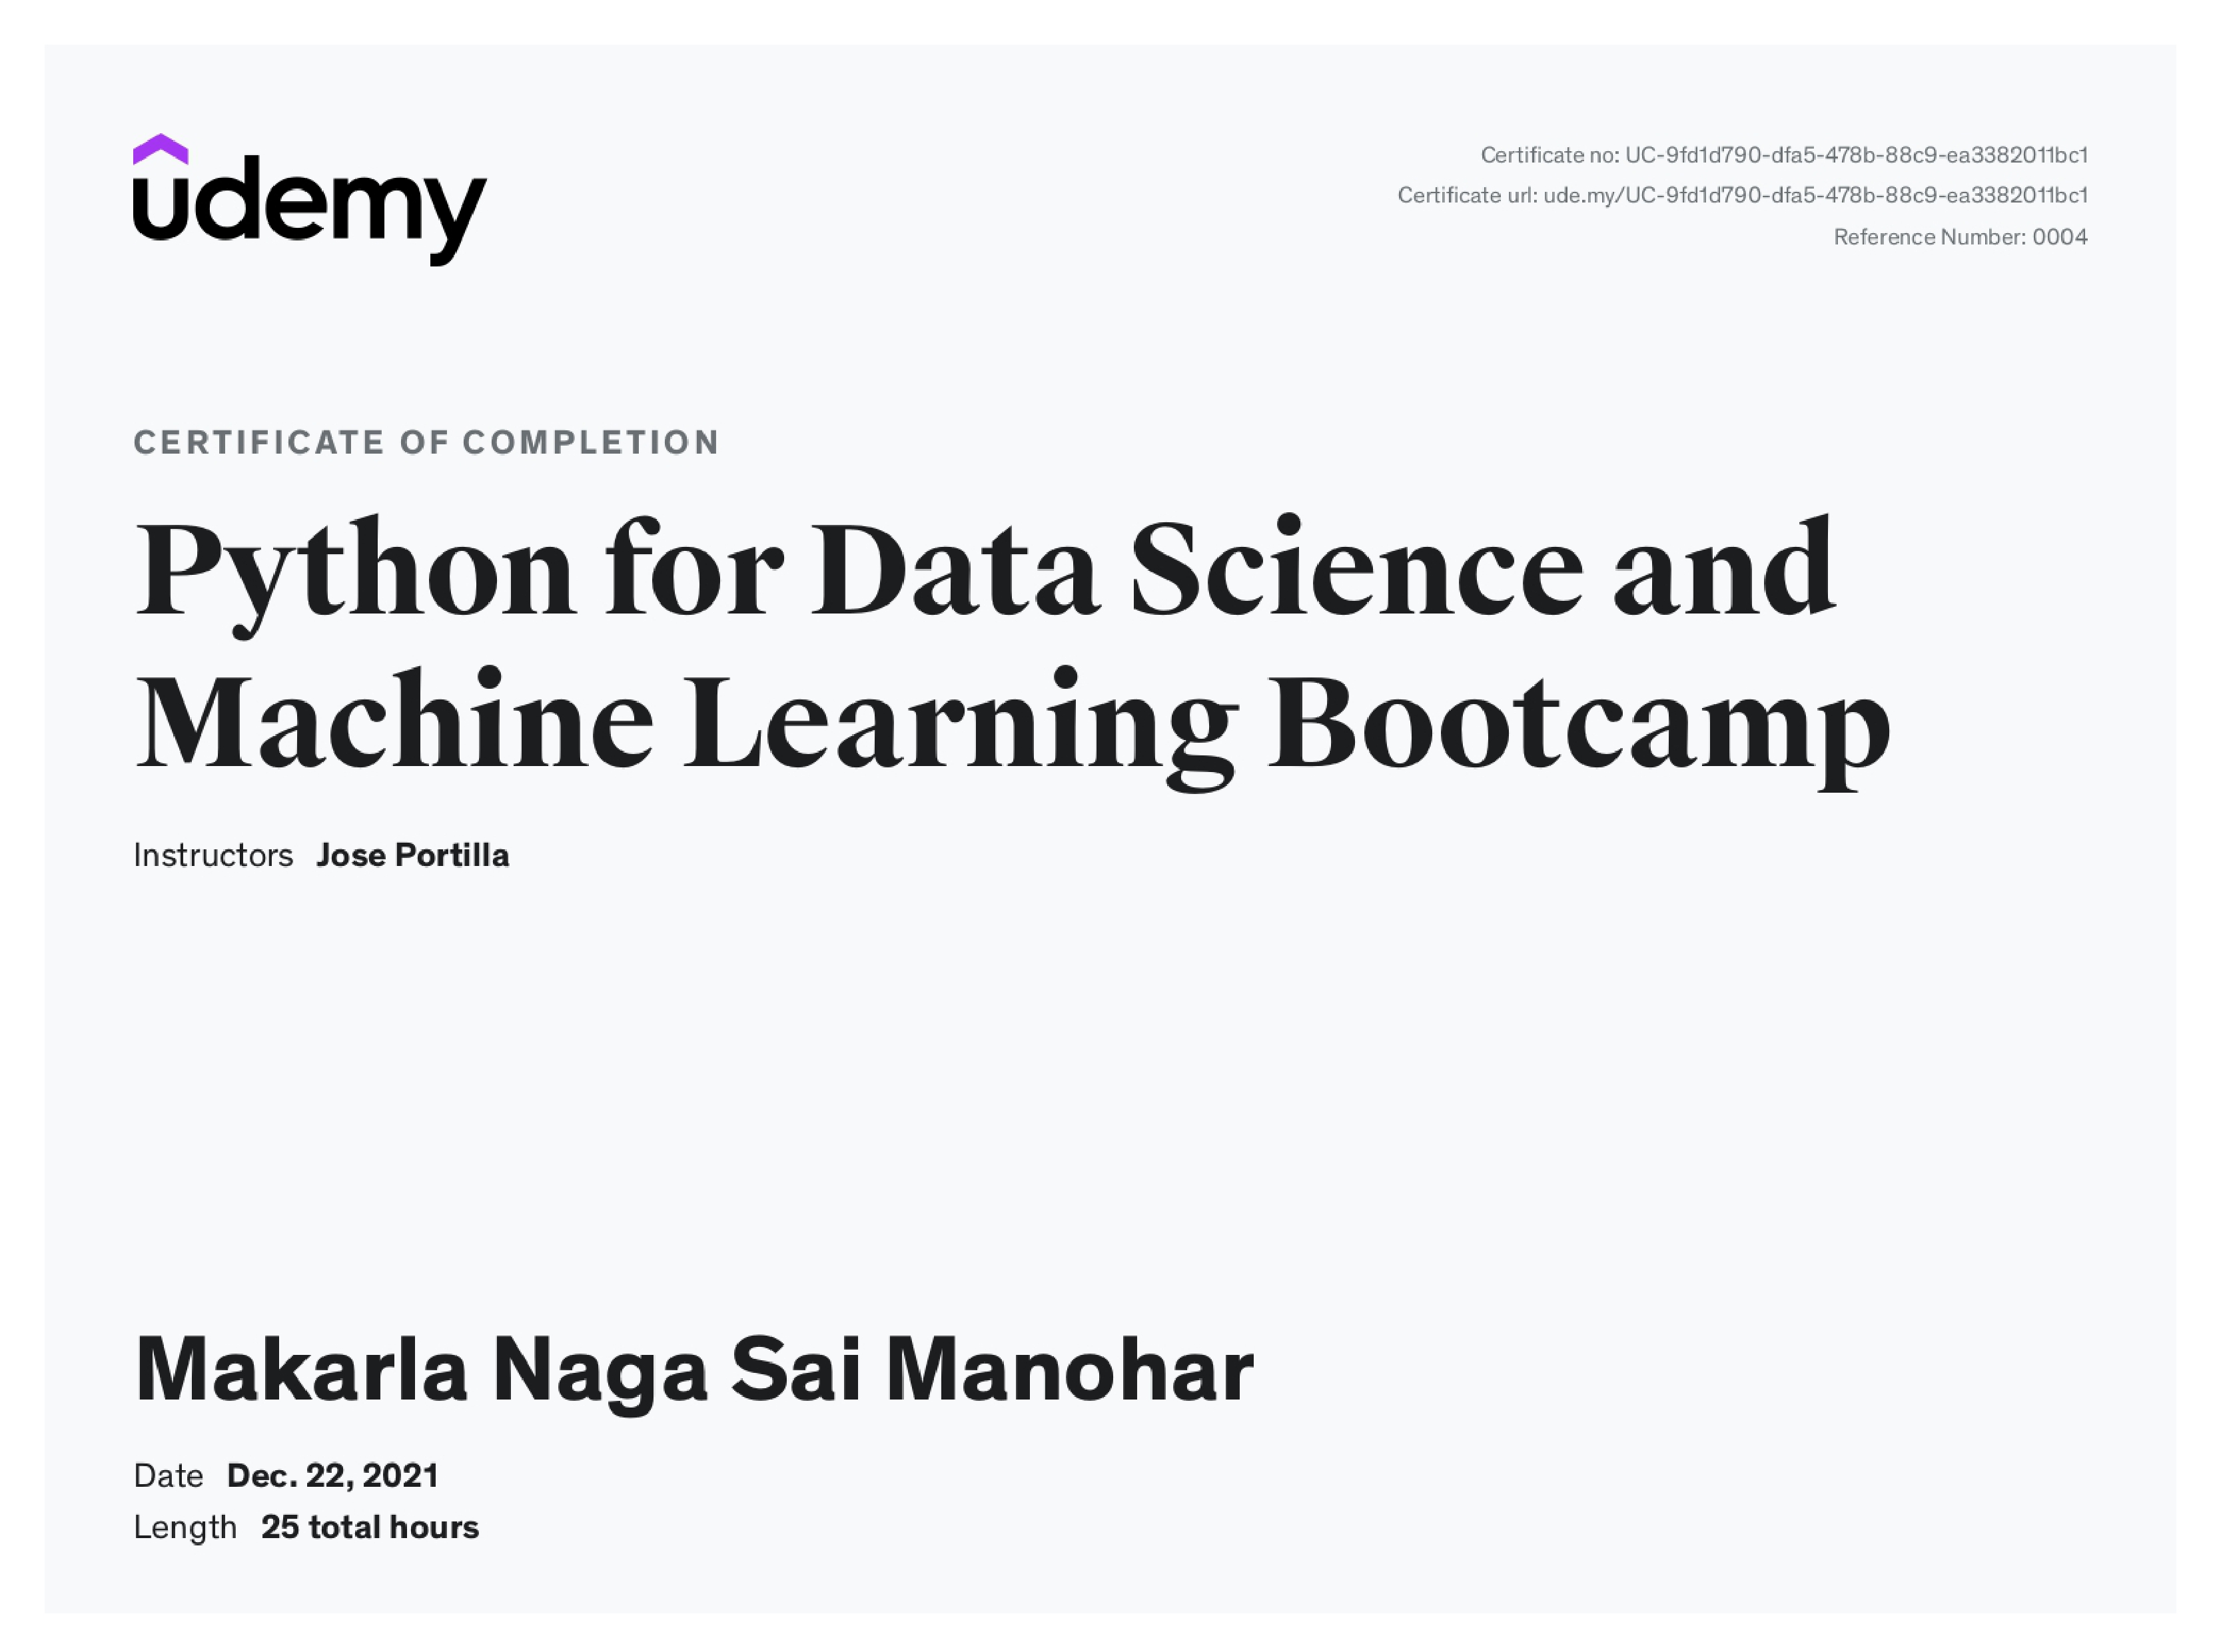 udemy
Certificate no: UC-9fd1d790-dfa5-478b-88c9-ea3382011bc1
Certificate url: ude.my/UC-9fd1d790-dfa5-478b-88c9-ea3382011bc1
Reference Number: 0004
CERTIFICATE OF COMPLETION
Python for Data Science and
Machine Learning Bootcamp
Instructors Jose Portilla
Makarla Naga Sai Manohar
Date Dec. 22, 2021
Length 25 total hours